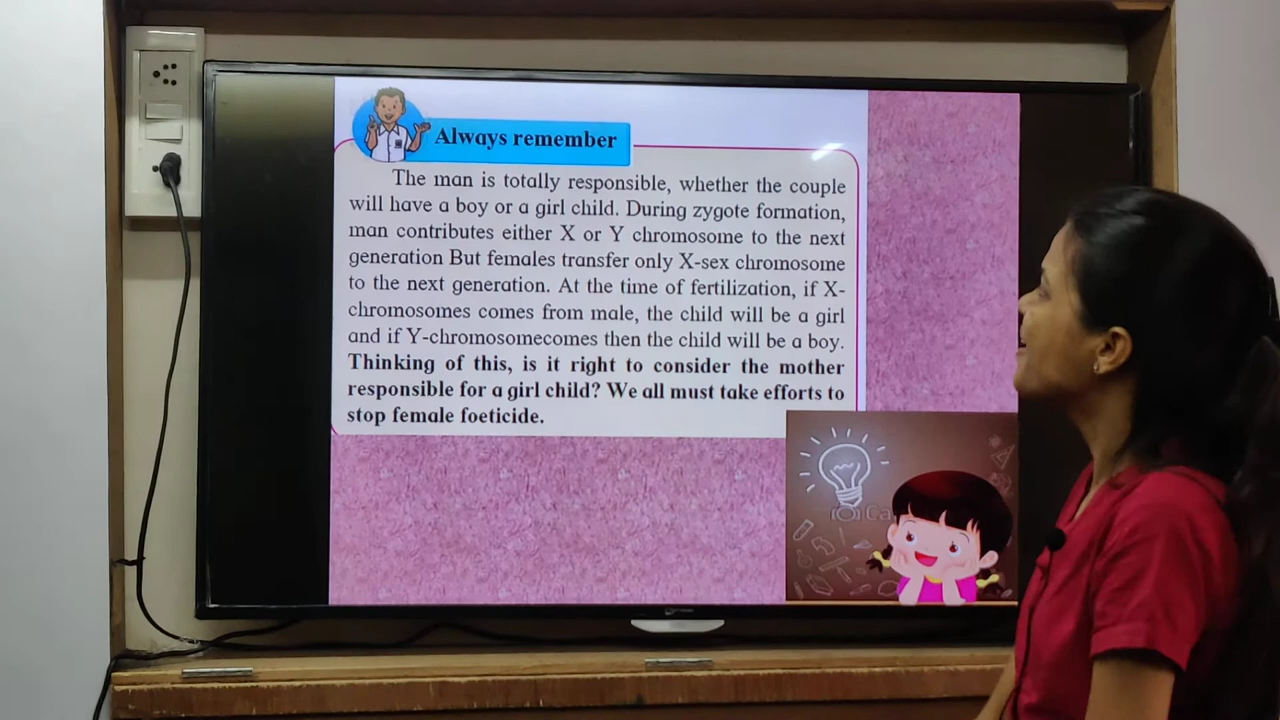 Always remember
The man is totally responsible, whether the couple
will have a boy or a girl child. During zygote formation,
man contributes either X or Y chromosome to the next
generation But females transfer only X-sex chromosome
to the next generation. At the time of fertilization, if X-
chromosomes comes from male, the child will be a girl
and if Y-chromosomecomes then the child will be a boy.
Thinking of this, is it right to consider the mother
responsible for a girl child? We all must take efforts to
stop female foeticide.